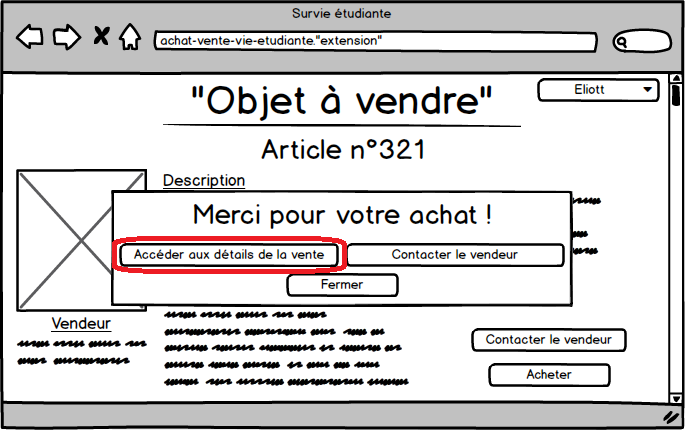 Survie étudiante
achat-vente-vie-etudiante."extension"
"Objet à vendre"
Eliott
Article n°321
Description
Merci pour votre achat !
Accéder aux détails de la vente
Contacter le vendeur
Fermer
Vendeur
Contacter le vendeur
Acheter